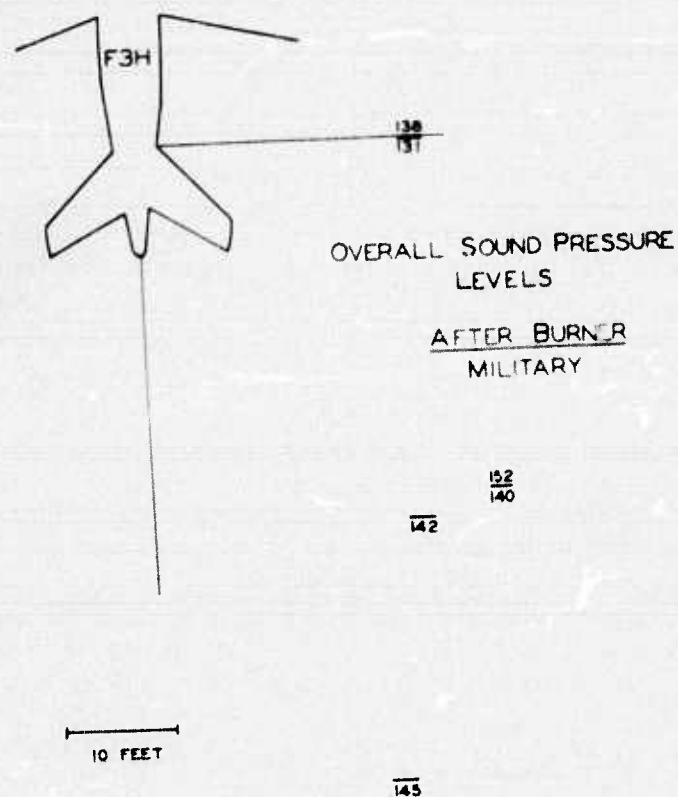 F3H
138
131
OVERALL SOUND PRESSURE
LEVELS
AFTER BURNER
MILITARY
152
140
142
10 FEET
145